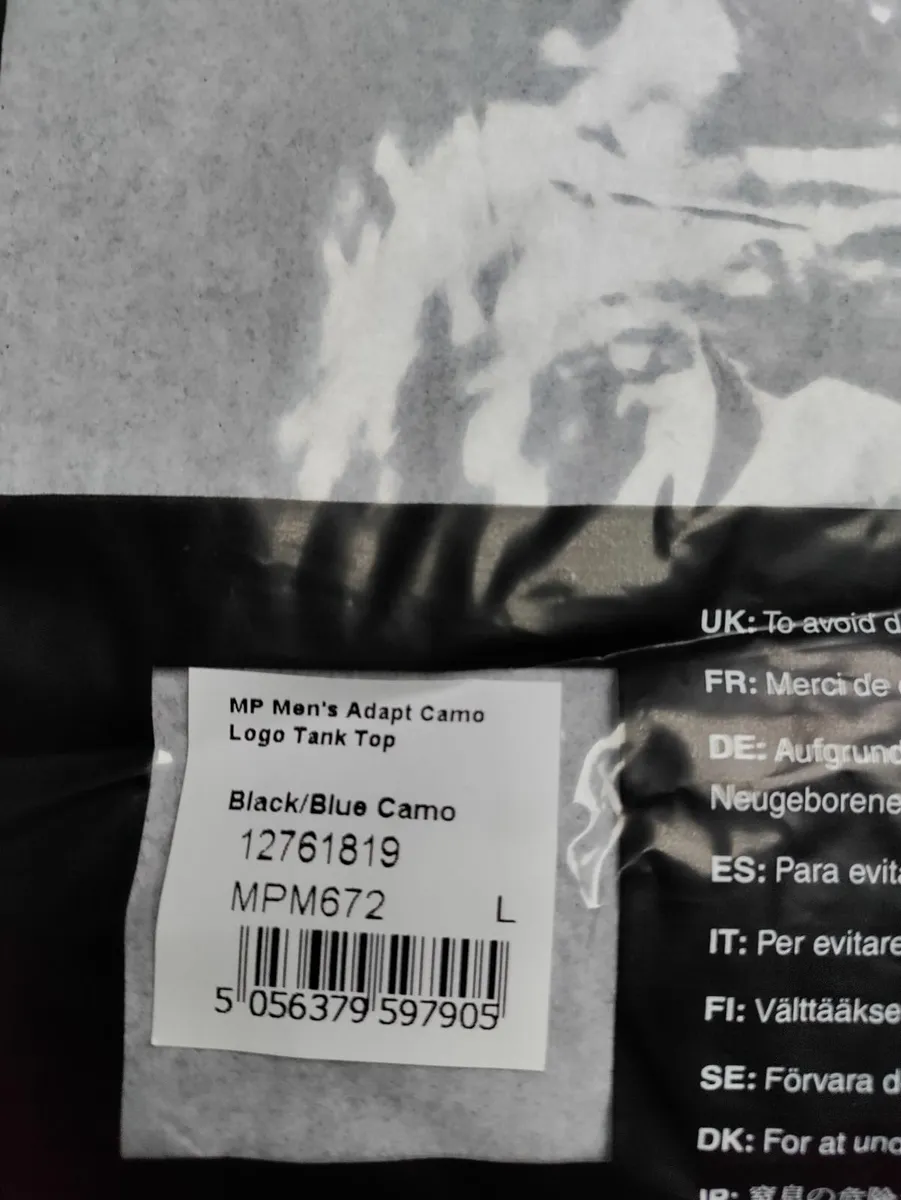 MP Men's Adapt Camo
Logo Tank Top
Black/Blue Camo
12761819
MPM672 L
5 056379 597905
UK: To avoid d
FR: Merci de
DE: Aufgrund
Neugeborene
ES: Para evita
IT: Per evitare
FI: Välttääkse
SE: Förvara d
DK: For at und